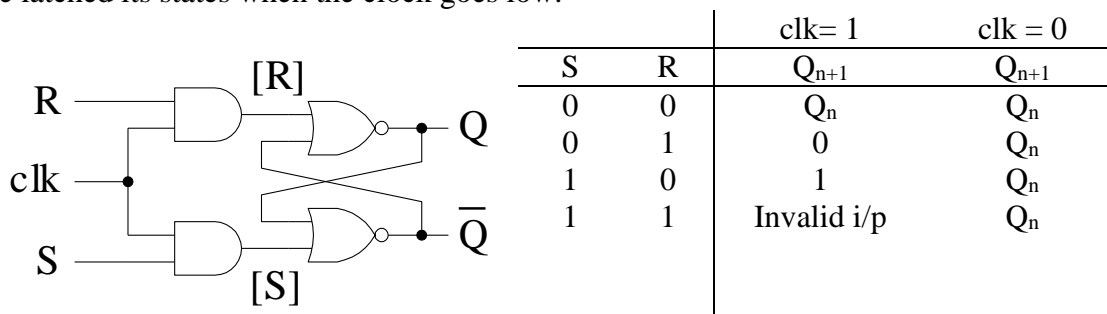 e latched its states when the clock goes low.
clk= 1 clk = 0
S R Qn+1 Qn+1
0 0 Qn Qn
0 1 0 Qn
1 0 1 Qn
1 1 Invalid i/p Qn
[R]
R
Q
clk
Q̅
S
[S]